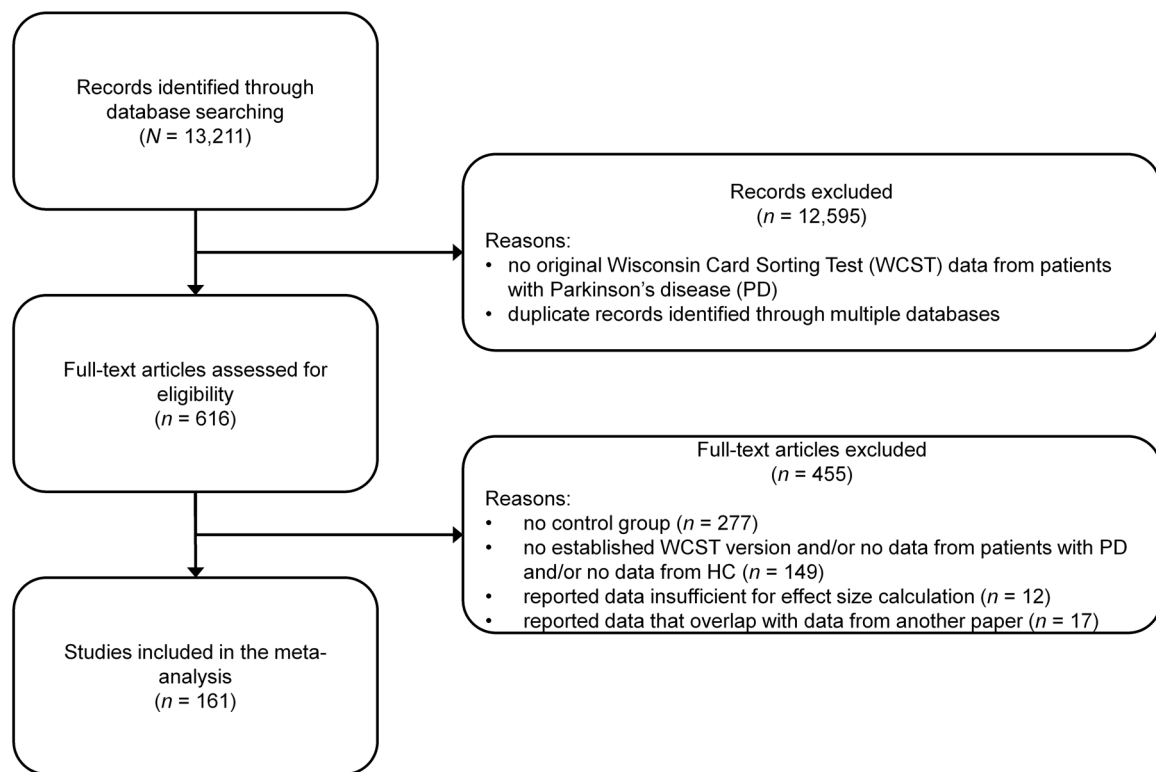 Records identified through
database searching
(N = 13,211)
Records excluded
(n = 12,595)
Reasons:
• no original Wisconsin Card Sorting Test (WCST) data from patients
with Parkinson’s disease (PD)
• duplicate records identified through multiple databases
Full-text articles assessed for
eligibility
(n = 616)
Full-text articles excluded
(n = 455)
Reasons:
• no control group (n = 277)
• no established WCST version and/or no data from patients with PD
and/or no data from HC (n = 149)
• reported data insufficient for effect size calculation (n = 12)
• reported data that overlap with data from another paper (n = 17)
Studies included in the meta-
analysis
(n = 161)